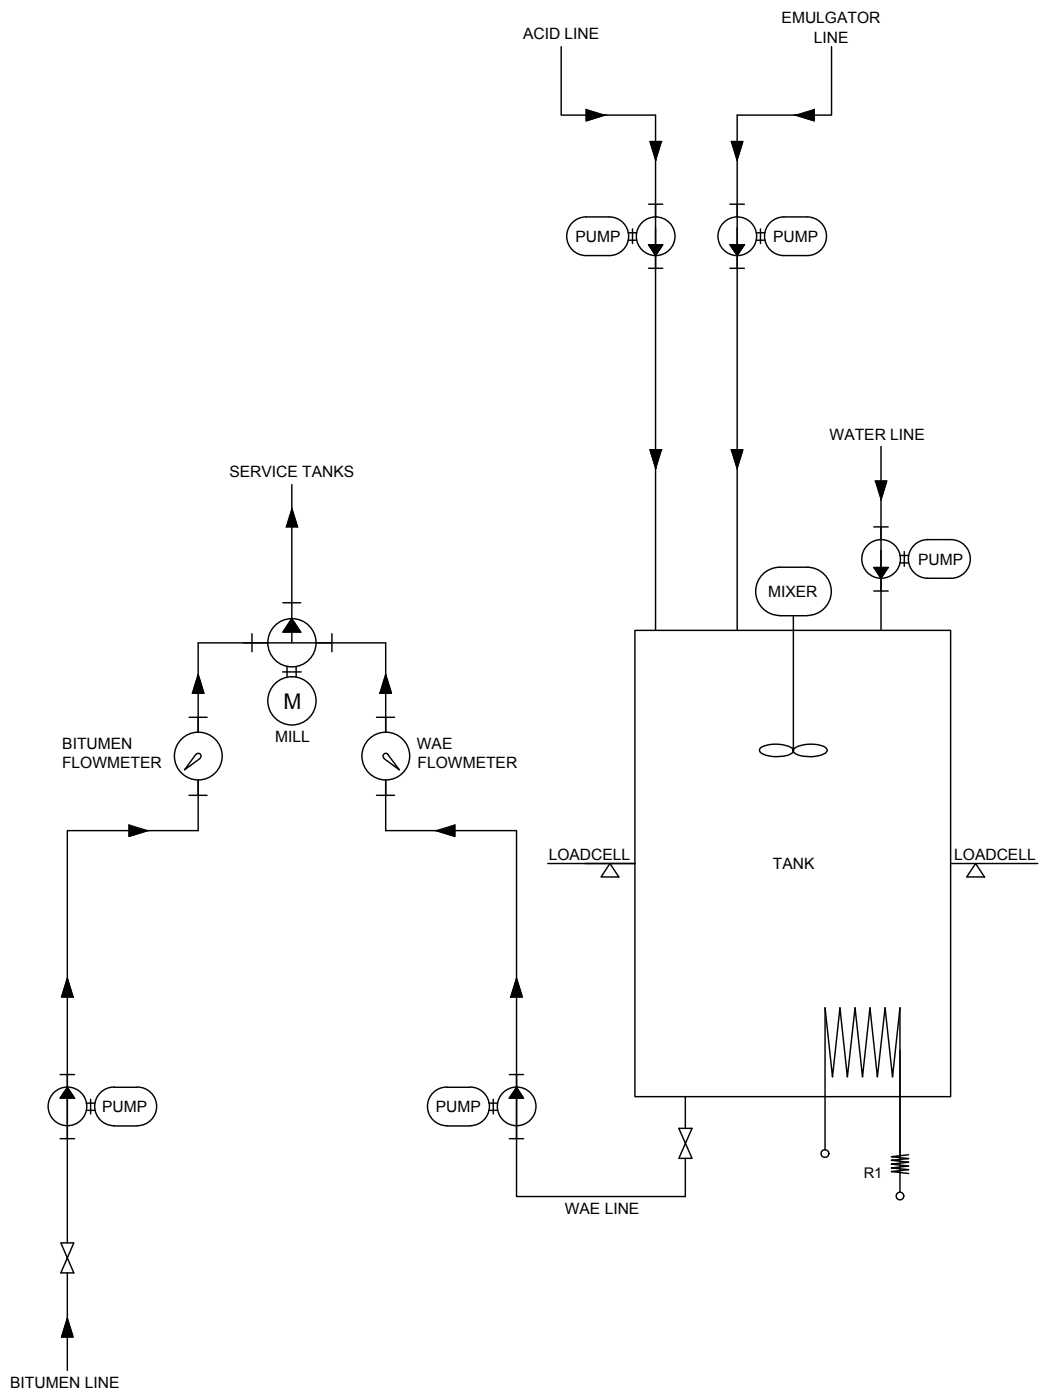 EMULGATOR
LINE
ACID LINE
PUMP
PUMP
WATER LINE
SERVICE TANKS
PUMP
MIXER
M
MILL
BITUMEN
FLOWMETER
WAE
FLOWMETER
LOADCELL
TANK
LOADCELL
PUMP
PUMP
R1
WAE LINE
BITUMEN LINE